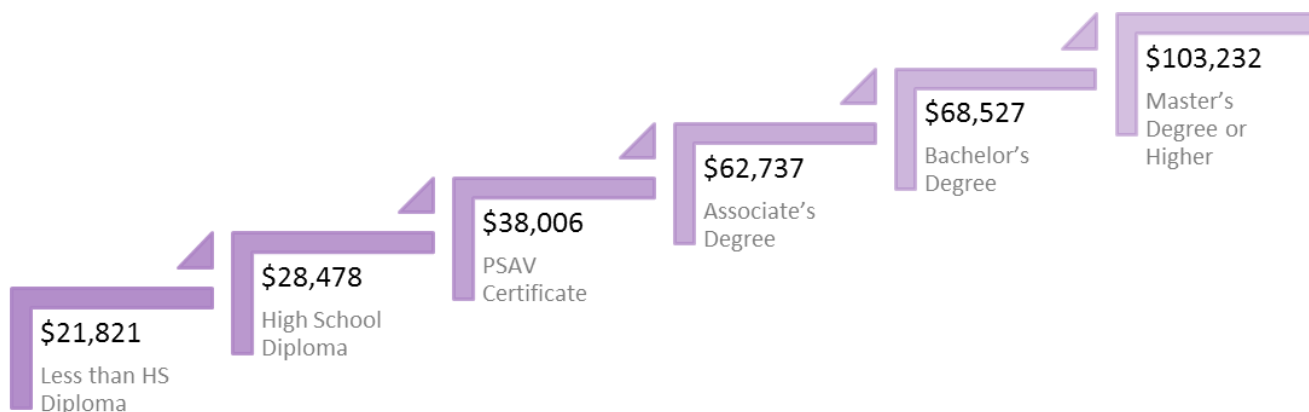 $21,821
Less than HS
Diploma
$28,478
High School
Diploma
$38,006
PSAV
Certificate
$62,737
Associate’s
Degree
$68,527
Bachelor’s
Degree
$103,232
Master’s
Degree or
Higher